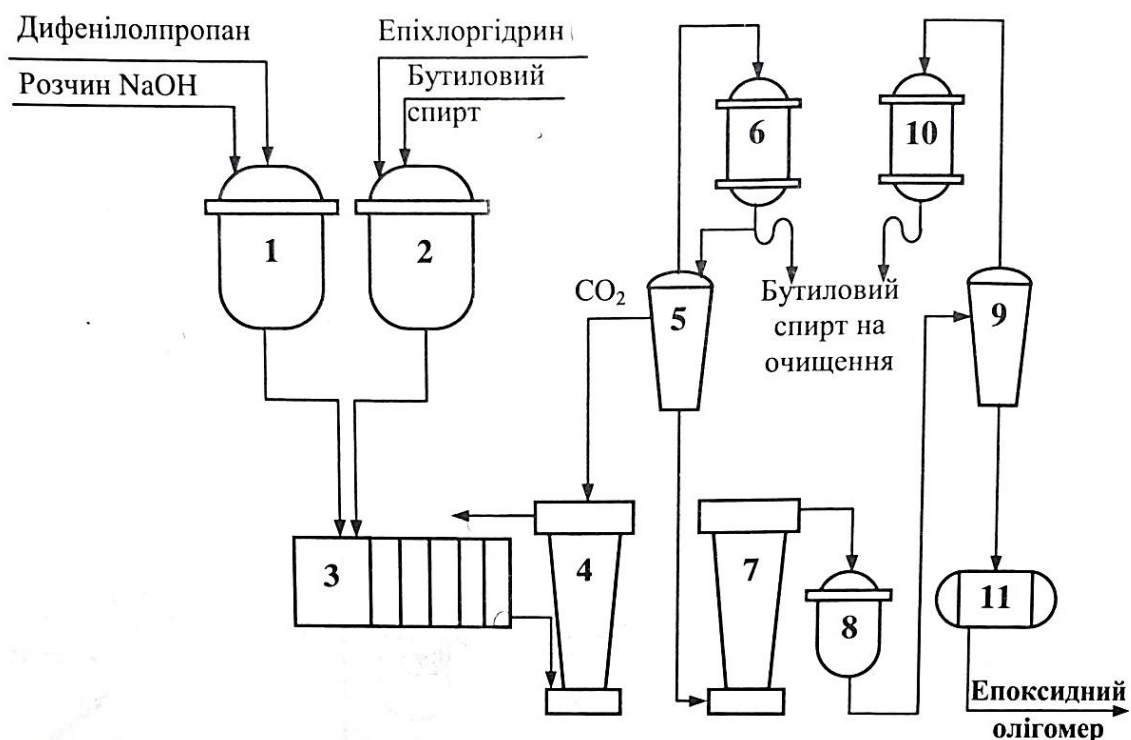 Дифенілолпропан
Розчин NaOH
Епіхлоргідрин
Бутиловий
спирт
1
2
6
10
CO₂
5
Бутиловий
спирт на
очищення
9
3
4
7
8
11
Епоксидний
олігомер